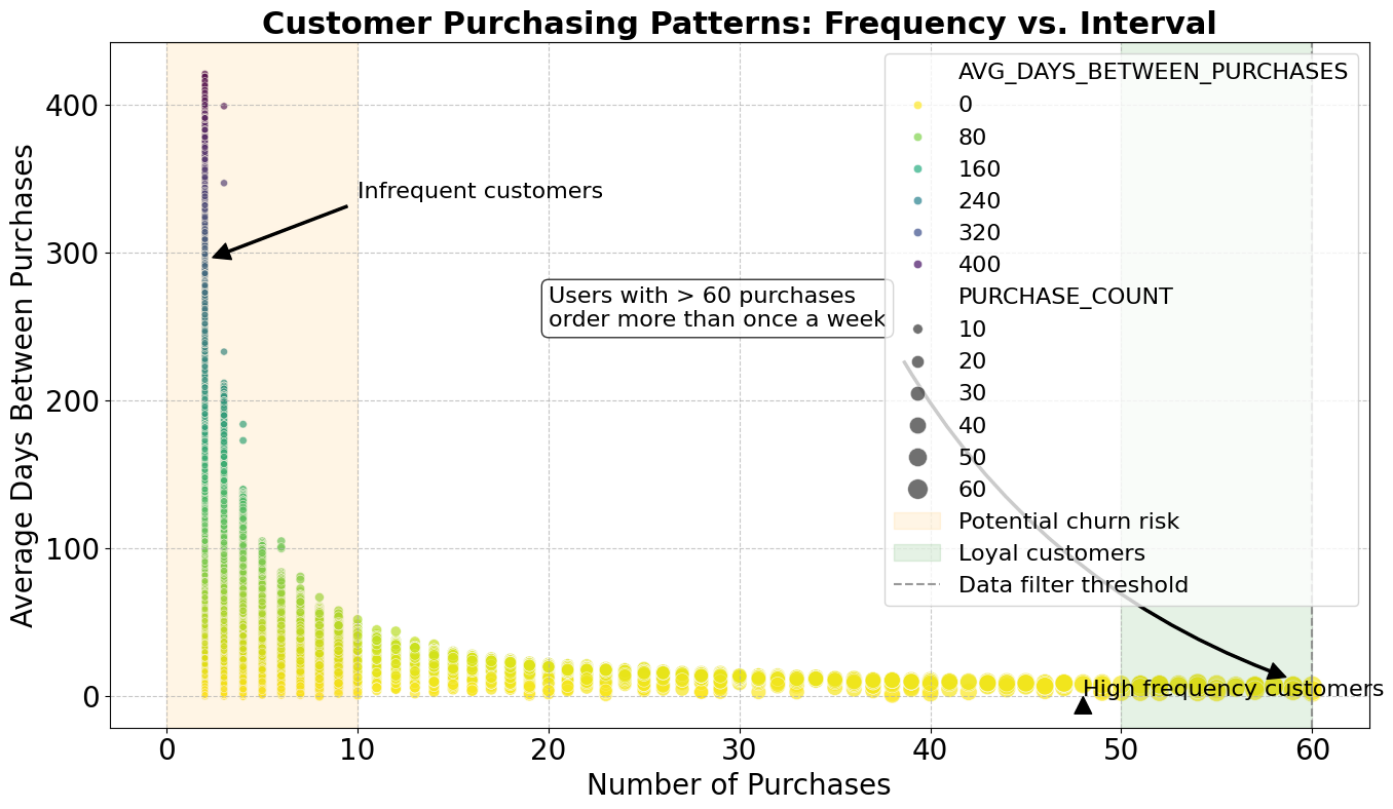 Customer Purchasing Patterns: Frequency vs. Interval
Average Days Between Purchases
400
300
200
100
0
Infrequent customers
Users with > 60 purchases
order more than once a week
AVG_DAYS_BETWEEN_PURCHASES
0
80
160
240
320
400
PURCHASE_COUNT
10
20
30
40
50
60
Potential churn risk
Loyal customers
Data filter threshold
High frequency customers
0
10
20
30
40
50
60
Number of Purchases